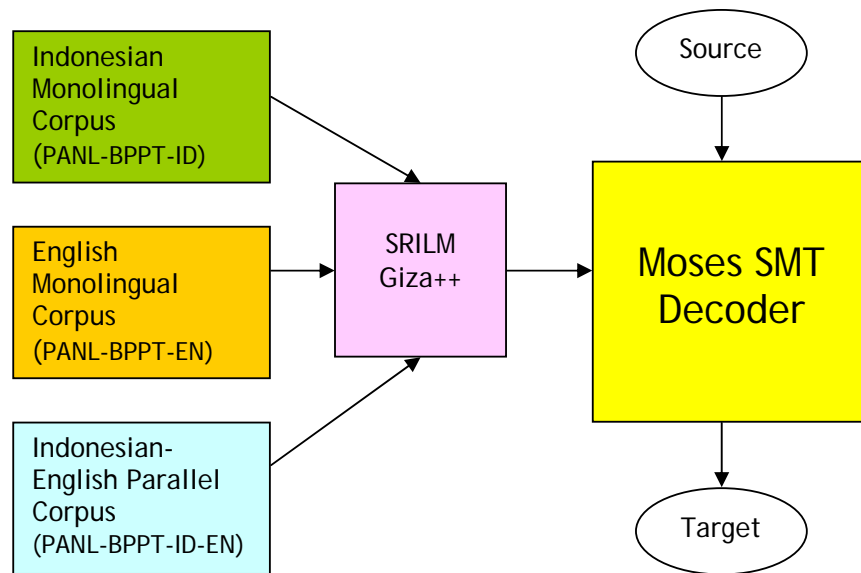 Indonesian
Monolingual
Corpus
(PANL-BPPT-ID)
English
Monolingual
Corpus
(PANL-BPPT-EN)
Indonesian-
English Parallel
Corpus
(PANL-BPPT-ID-EN)
SRILM
Giza++
Source
Moses SMT
Decoder
Target